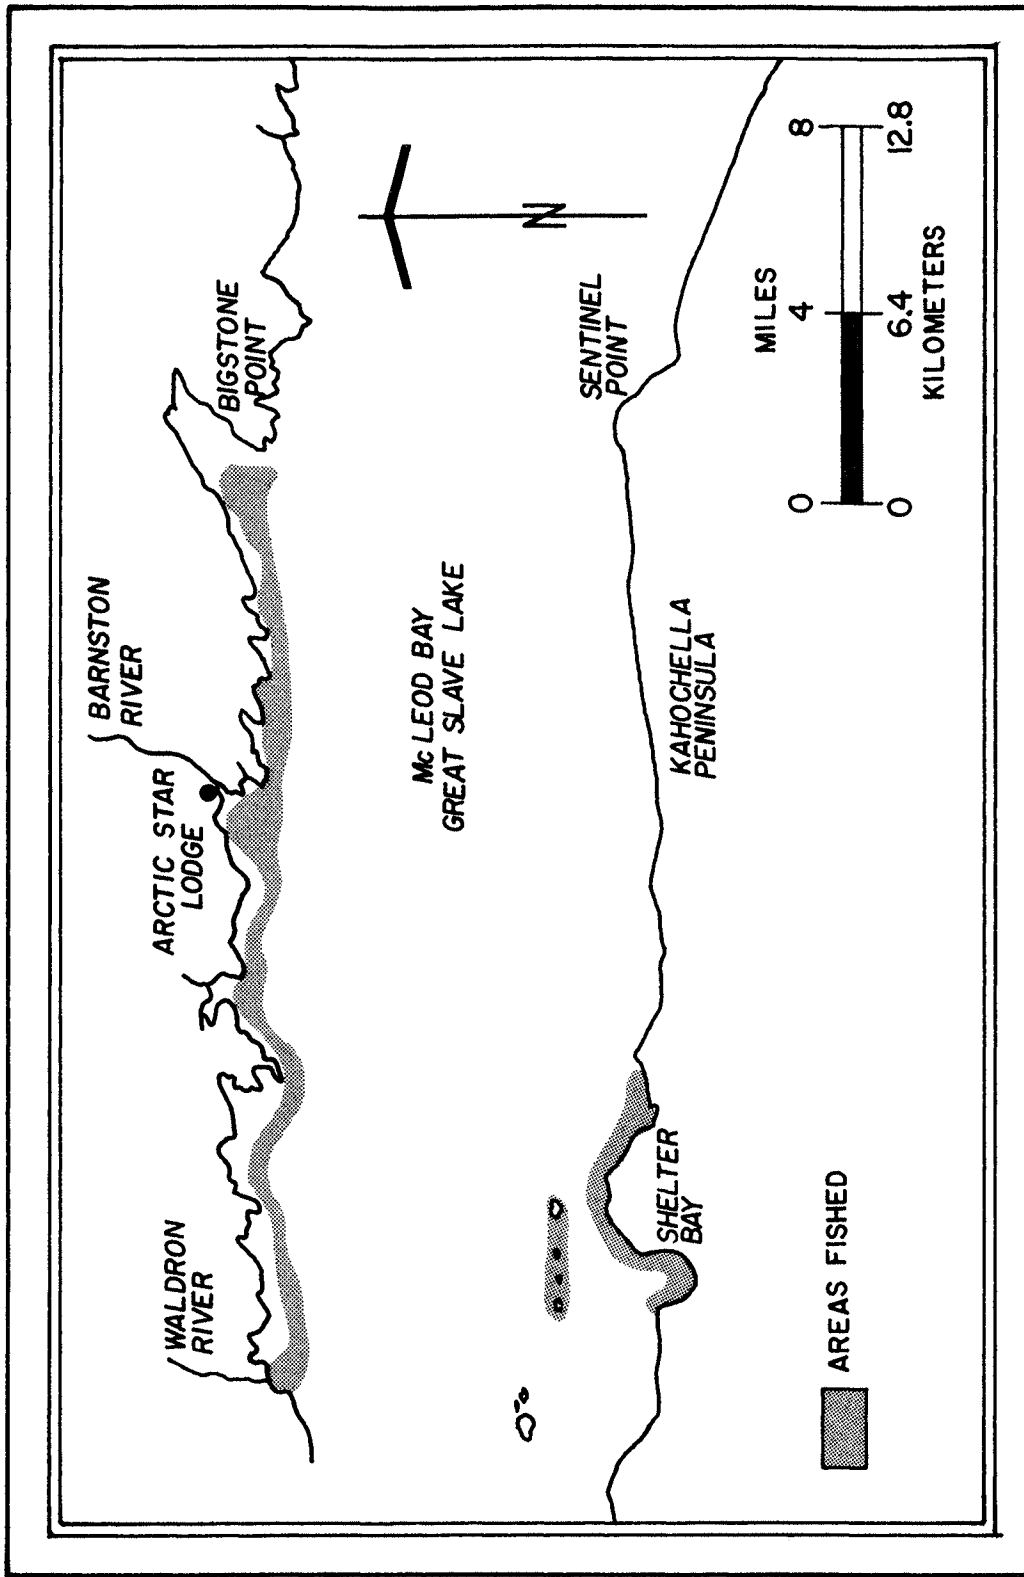 BARNSTON
RIVER
ARCTIC STAR
LODGE
WALDRON
RIVER
BIGSTONE
POINT
N
Mc LEOD BAY
GREAT SLAVE LAKE
SENTINEL
POINT
KAHOCHELLA
PENINSULA
SHELTER
BAY
AREAS FISHED
MILES
0 4 8
0 6.4 12.8
KILOMETERS